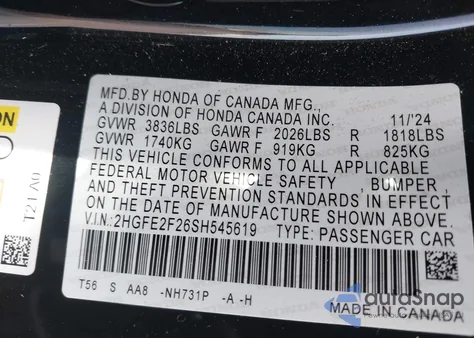 MFD.BY HONDA OF CANADA MFG.,
A DIVISION OF HONDA CANADA INC. 11/'24
GVWR 3836LBS GAWR F 2026LBS R 1818LBS
GVWR 1740KG GAWR F 919KG R 825KG
THIS VEHICLE CONFORMS TO ALL APPLICABLE
FEDERAL MOTOR VEHICLE SAFETY , BUMPER ,
AND THEFT PREVENTION STANDARDS IN EFFECT
ON THE DATE OF MANUFACTURE SHOWN ABOVE.
V.I.N:2HGFE2F26SH545619 TYPE: PASSENGER CAR
T56 S AA8 -NH731P -A -H
MADE IN CANADA
ON
T21 A0
autoSnap